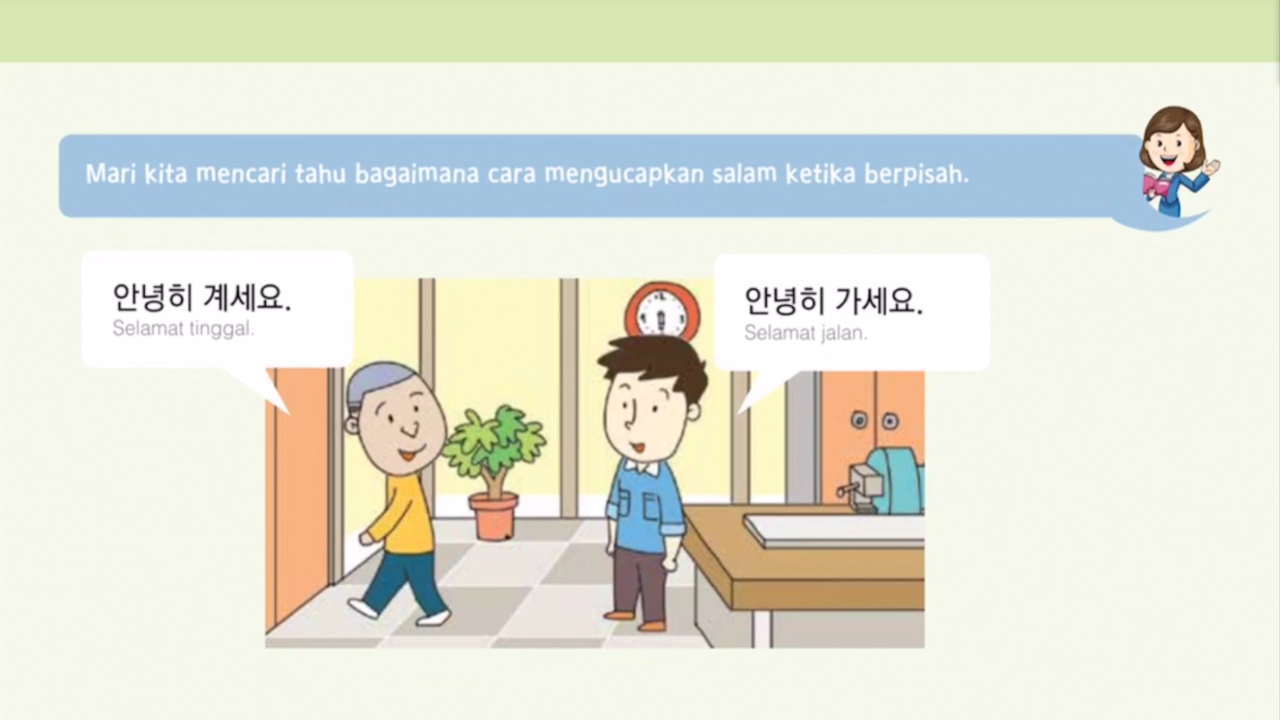 Mari kita mencari tahu bagaimana cara mengucapkan salam ketika berpisah.
안녕히 계세요.
Selamat tinggal.
안녕히 가세요.
Selamat jalan.